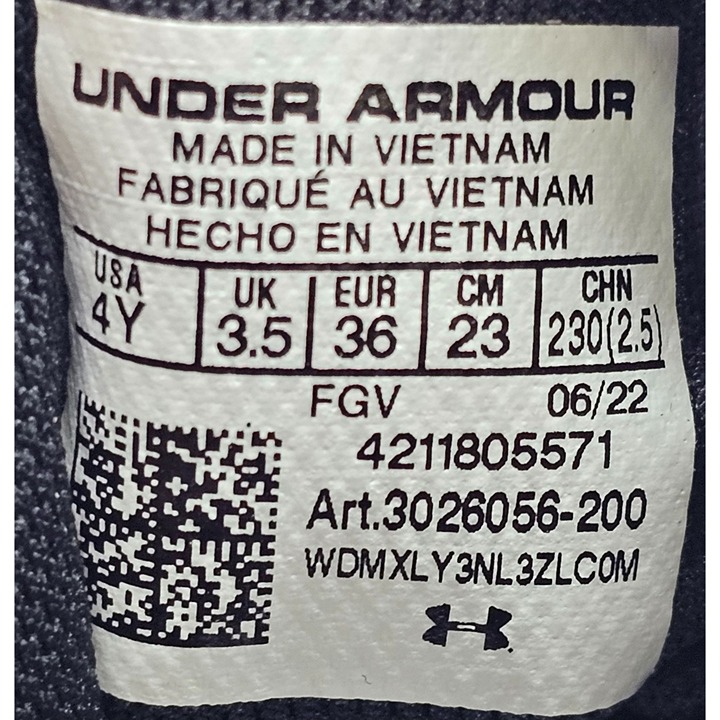 UNDER ARMOUR
MADE IN VIETNAM
FABRIQUÉ AU VIETNAM
HECHO EN VIETNAM
USA UK EUR CM CHN
4Y 3.5 36 23 230(2.5)
FGV 06/22
4211805571
Art.3026056-200
WDMXLY3NL3ZLC0M